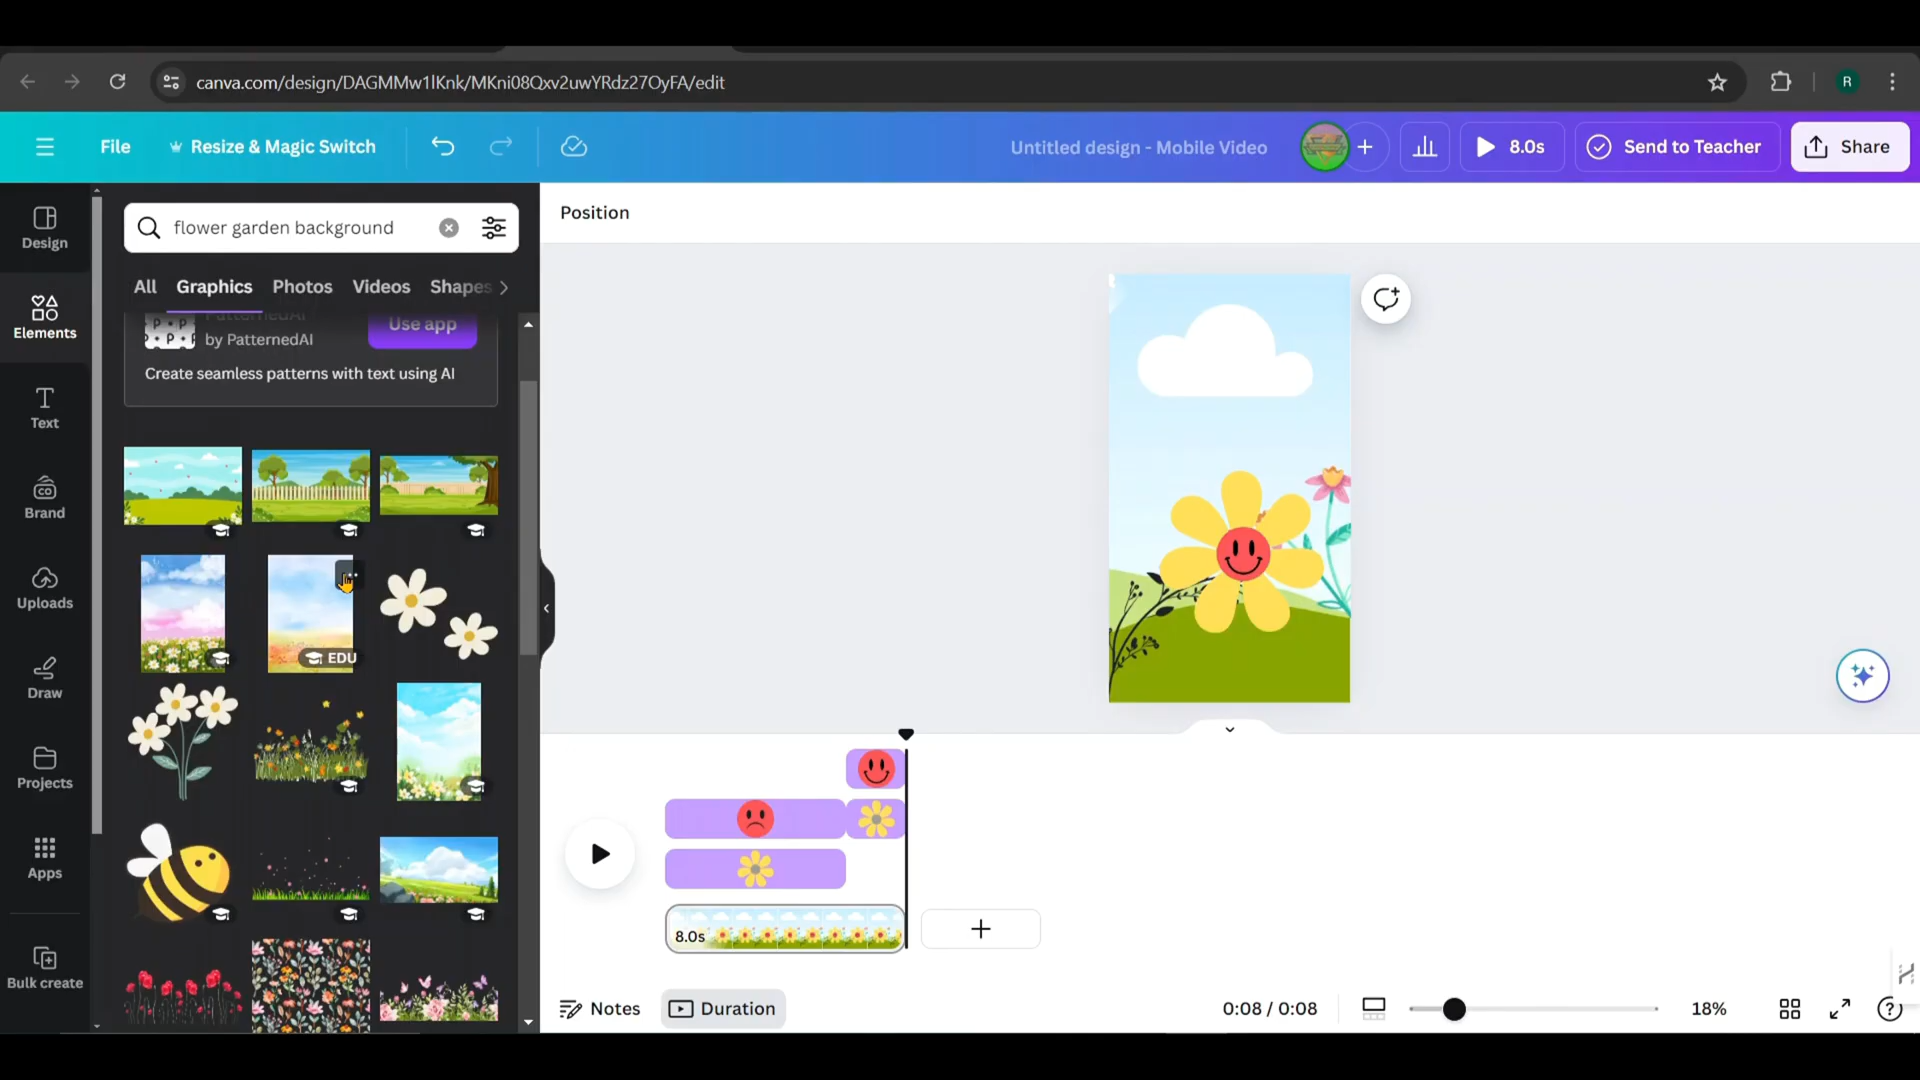 canva.com/design/DAGMMw1lKnk/MKni08Qxv2uwYRdz27OyFA/edit
R
File
Resize & Magic Switch
Untitled design - Mobile Video
8.0s
Send to Teacher
Share
Design
Elements
Text
Brand
Uploads
Draw
Projects
Apps
Bulk create
flower garden background
All
Graphics
Photos
Videos
Shapes
PatternedAI
by PatternedAI
Use app
Create seamless patterns with text using AI
EDU
Position
8.0s
Notes
Duration
0:08 / 0:08
18%